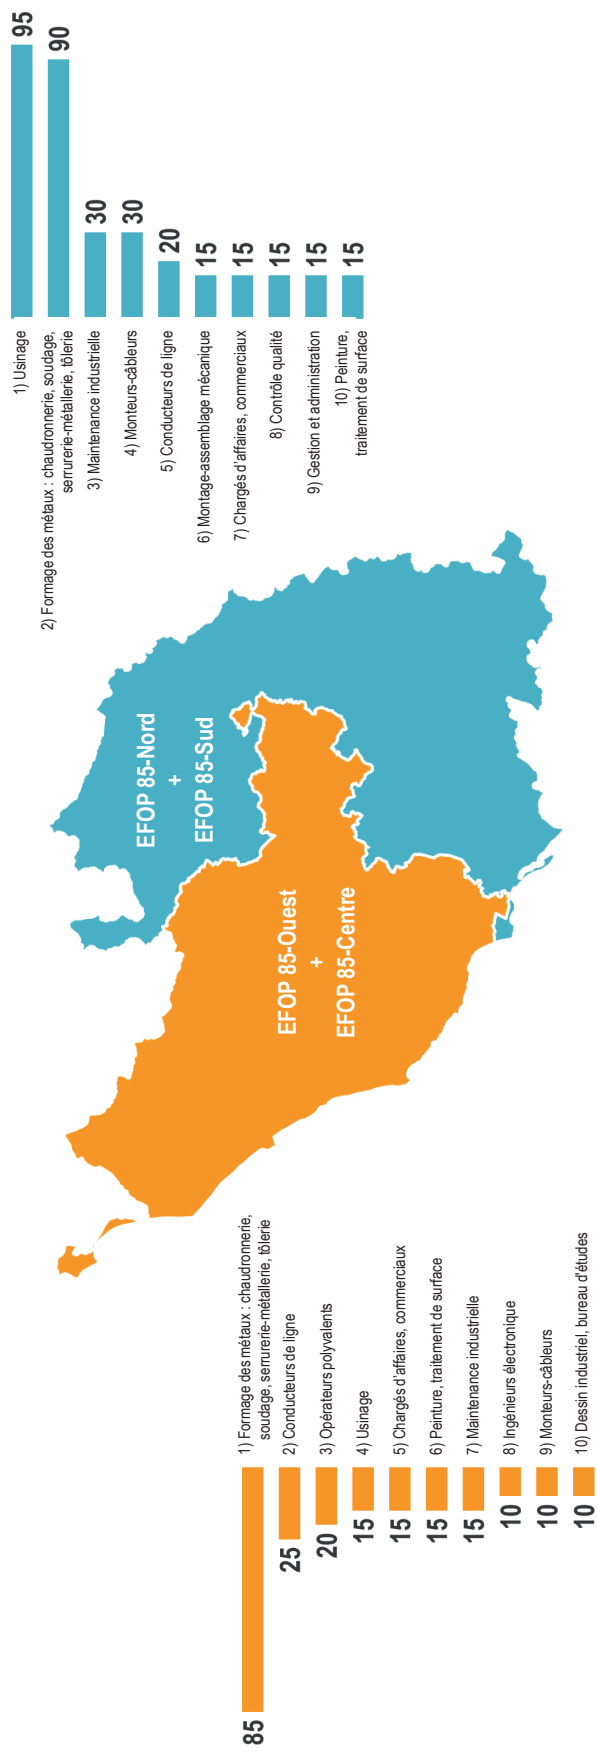 85
1) Formage des métaux : chaudronnerie,
soudage, serrurerie-métallerie, tôlerie
25
2) Conducteurs de ligne
20
3) Opérateurs polyvalents
15
4) Usinage
15
5) Chargés d'affaires, commerciaux
15
6) Peinture, traitement de surface
15
7) Maintenance industrielle
10
8) Ingénieurs électronique
10
9) Monteurs-câbleurs
10
10) Dessin industriel, bureau d'études
EFOP 85-Ouest
+
EFOP 85-Centre
EFOP 85-Nord
+
EFOP 85-Sud
1) Usinage
95
2) Formage des métaux : chaudronnerie, soudage,
serrurerie-métallerie, tôlerie
90
3) Maintenance industrielle
30
4) Monteurs-câbleurs
30
5) Conducteurs de ligne
20
6) Montage-assemblage mécanique
15
7) Chargés d'affaires, commerciaux
15
8) Contrôle qualité
15
9) Gestion et administration
15
10) Peinture,
traitement de surface
15